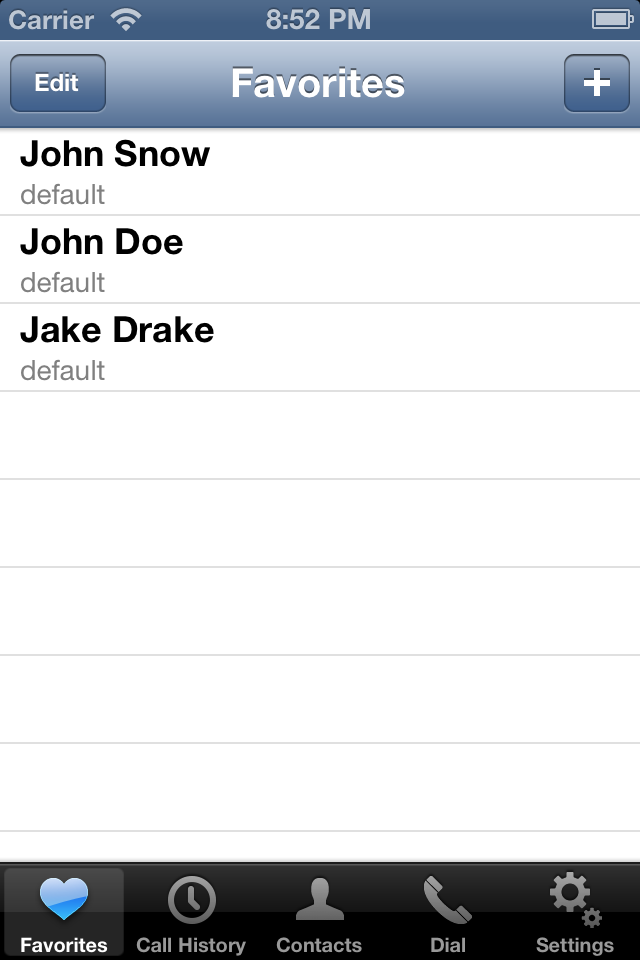 Carrier 8:52 PM
Edit Favorites +
John Snow
default
John Doe
default
Jake Drake
default
Favorites Call History Contacts Dial Settings